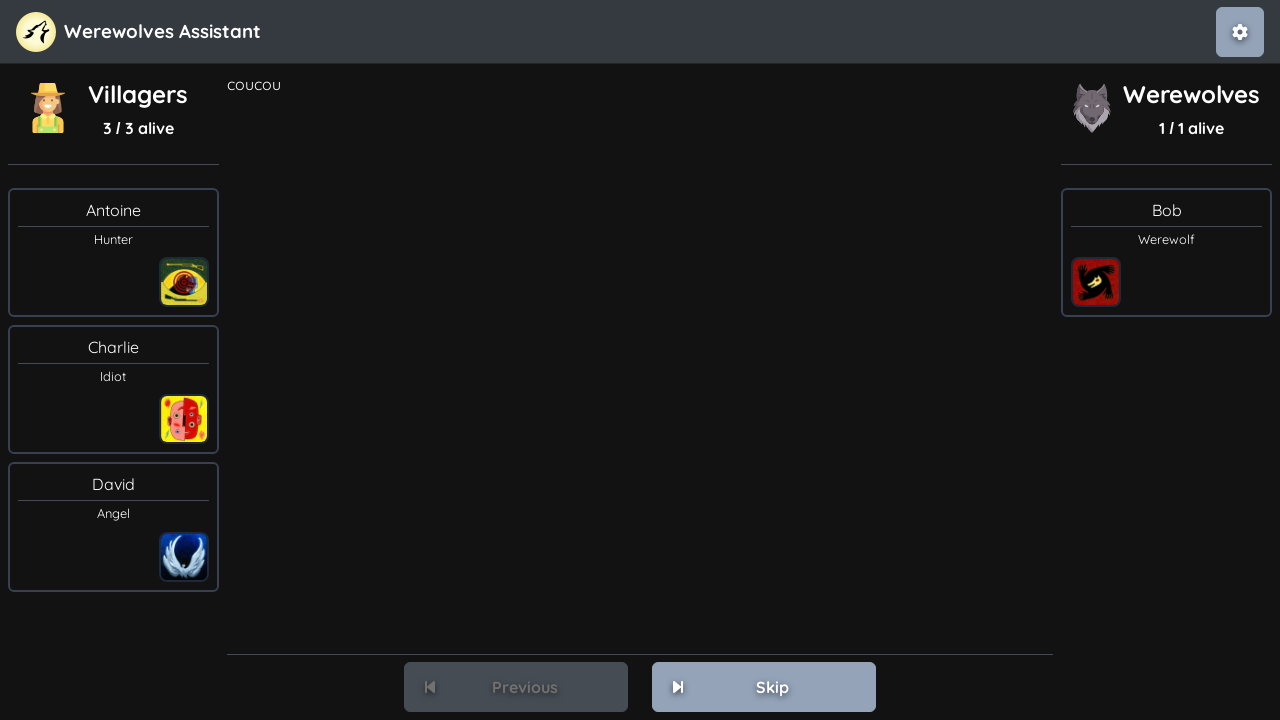 Werewolves Assistant
Villagers
3 / 3 alive
coucou
Werewolves
1 / 1 alive
Antoine
Hunter
Charlie
Idiot
David
Angel
Bob
Werewolf
Previous
Skip